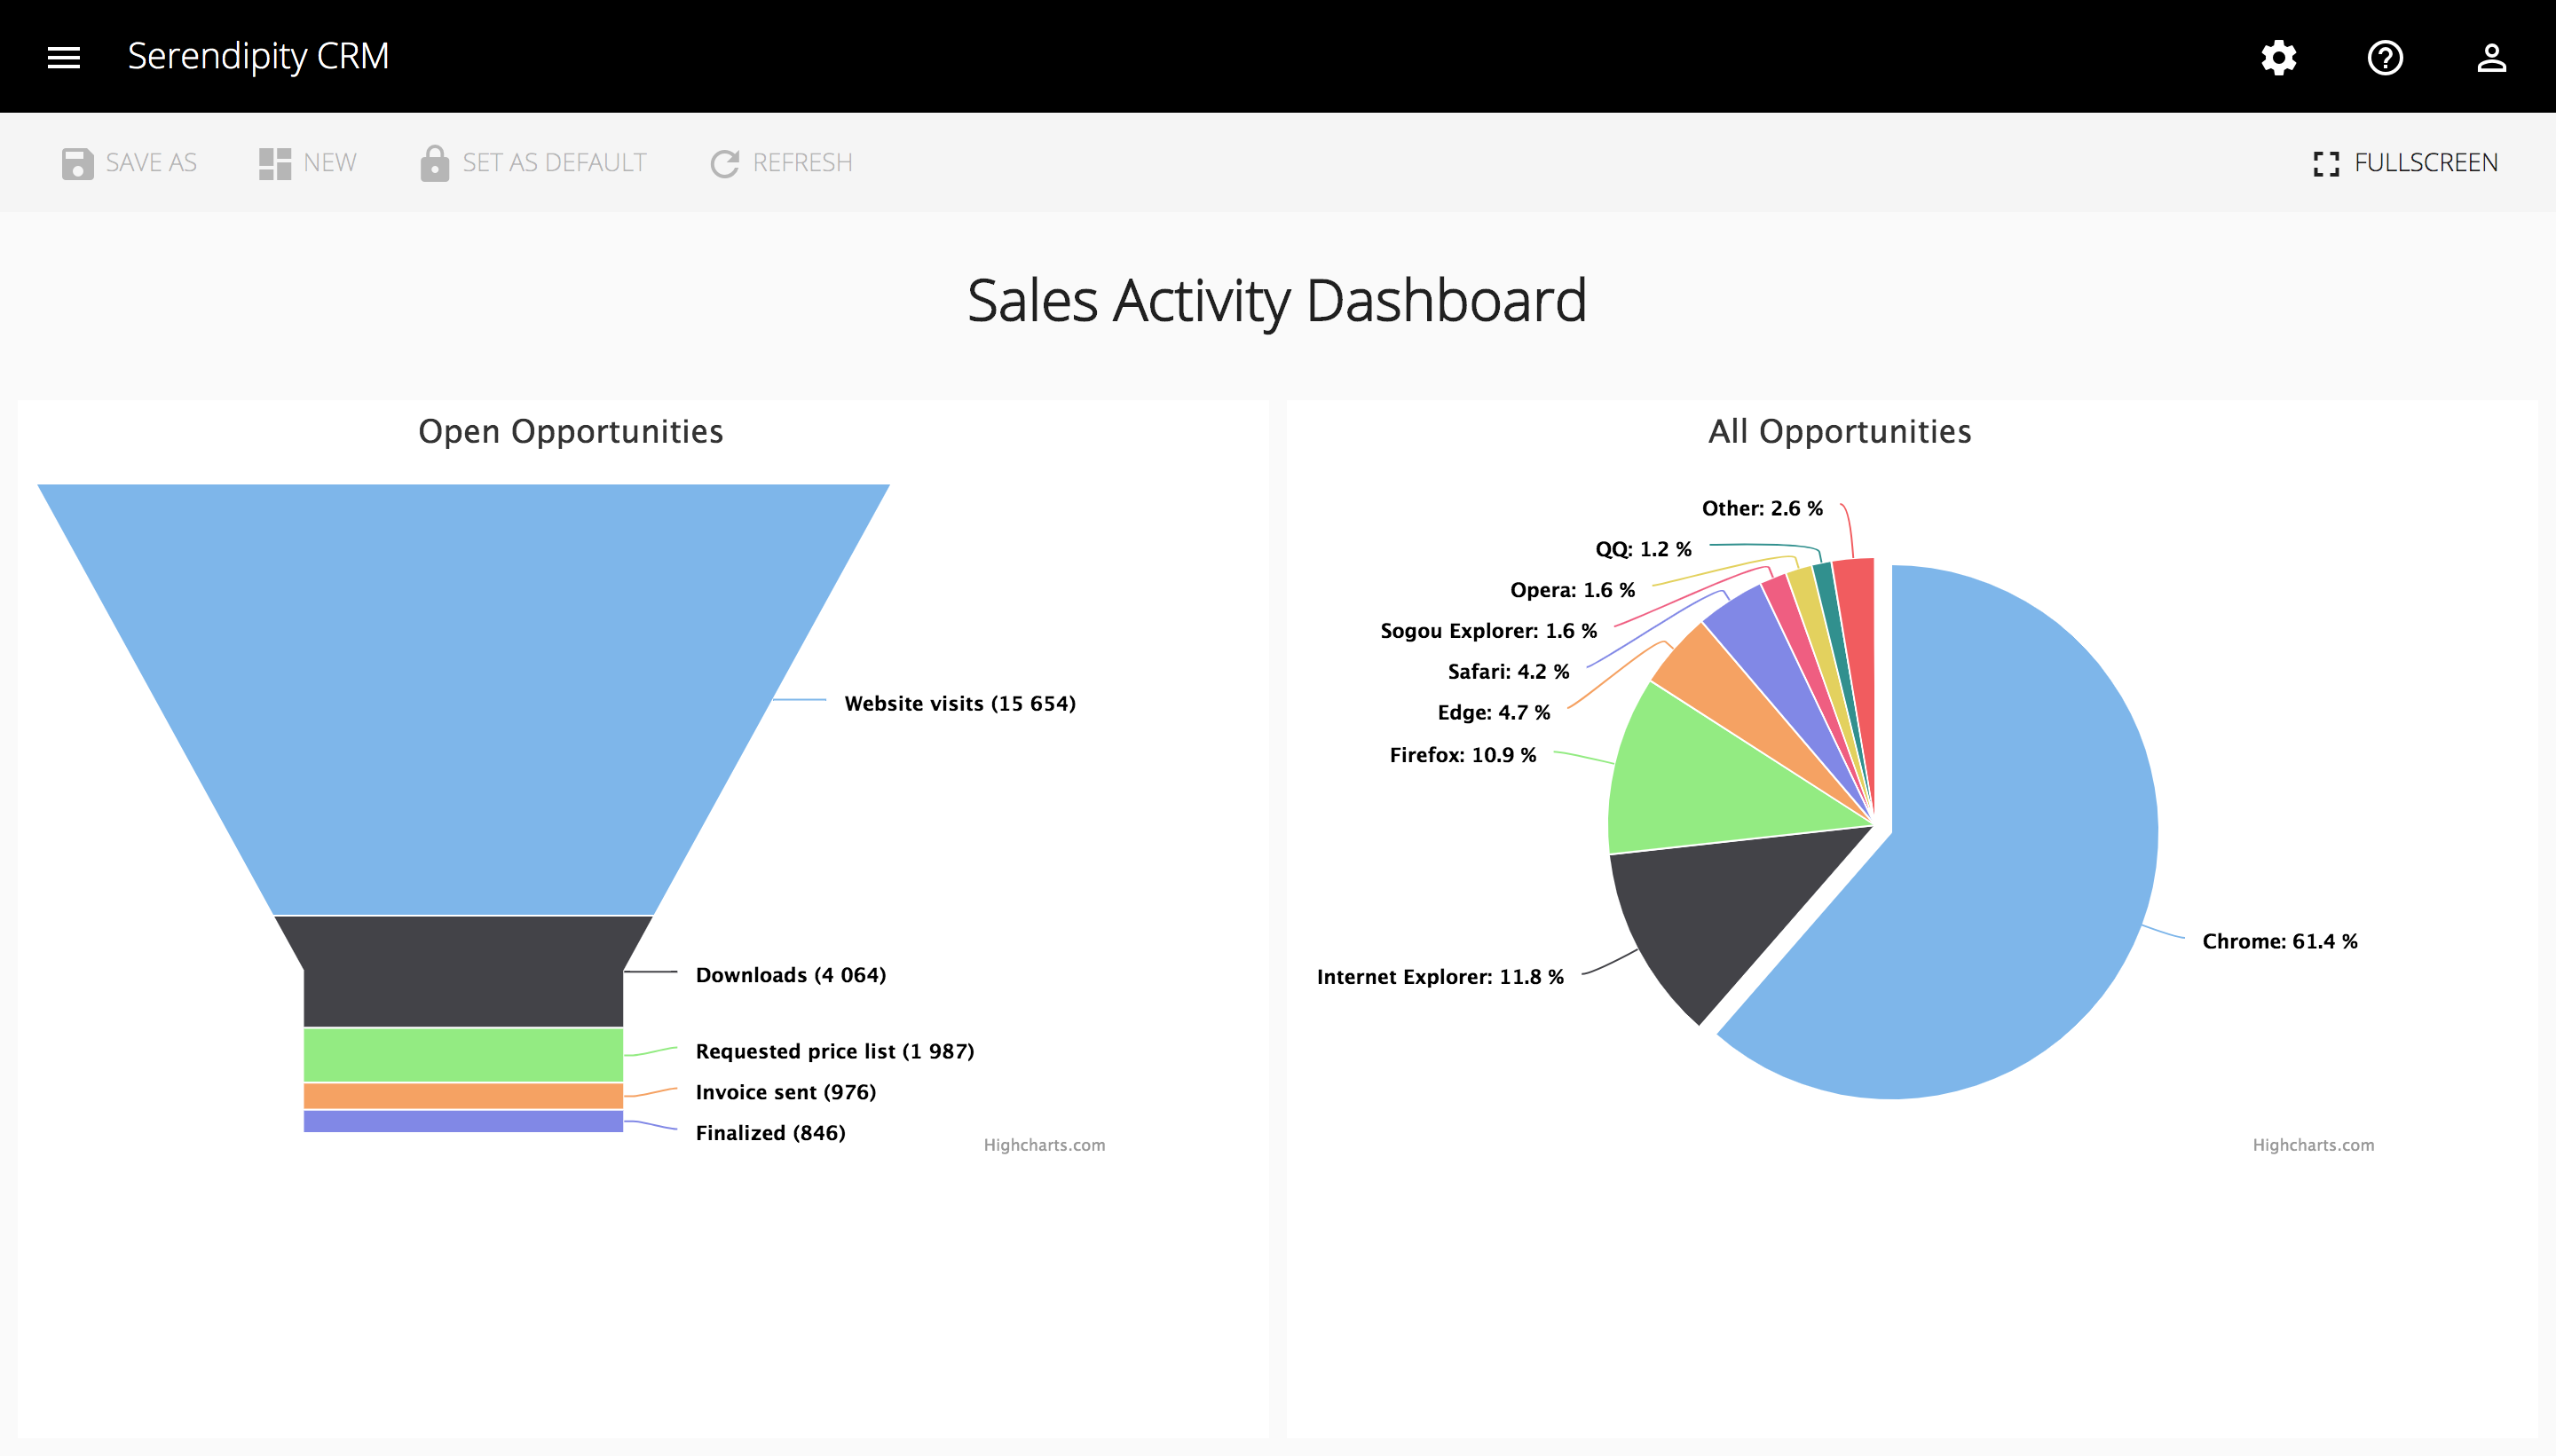 Serendipity CRM
SAVE AS NEW SET AS DEFAULT REFRESH FULLSCREEN
Sales Activity Dashboard
Open Opportunities
Website visits (15 654)
Downloads (4 064)
Requested price list (1 987)
Invoice sent (976)
Finalized (846)
Highcharts.com
All Opportunities
Other: 2.6 %
QQ: 1.2 %
Opera: 1.6 %
Sogou Explorer: 1.6 %
Safari: 4.2 %
Edge: 4.7 %
Firefox: 10.9 %
Chrome: 61.4 %
Internet Explorer: 11.8 %
Highcharts.com